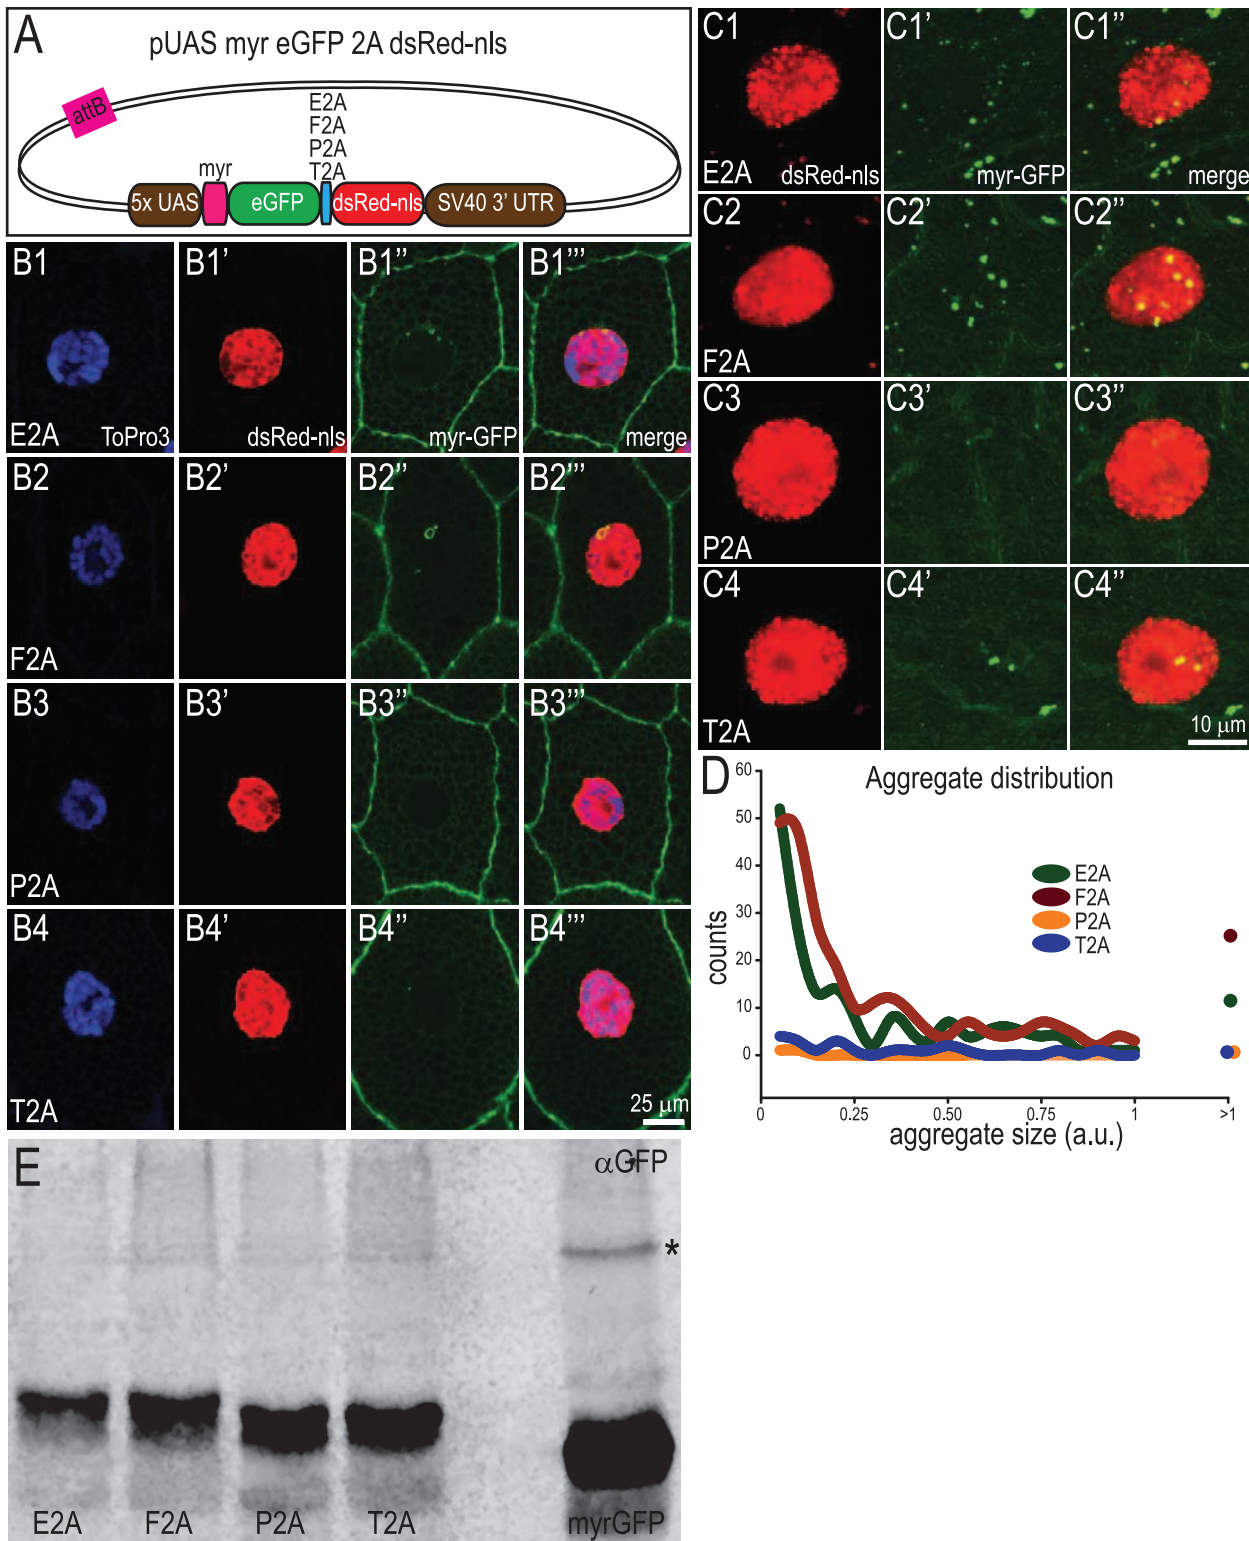 A
pUAS myr eGFP 2A dsRed-nls
attB
E2A
F2A
P2A
T2A
myr
5x UAS
eGFP
dsRed-nls
SV40 3' UTR
B1
E2A
ToPro3
B1'
dsRed-nls
B1''
myr-GFP
B1'''
merge
B2
F2A
B2'
B2''
B2'''
B3
P2A
B3'
B3''
B3'''
B4
T2A
B4'
B4''
B4'''
25 μm
C1
E2A
dsRed-nls
C1'
myr-GFP
C1''
merge
C2
F2A
C2'
C2''
C3
P2A
C3'
C3''
C4
T2A
C4'
C4''
10 μm
D
Aggregate distribution
60
50
40
30
20
10
0
counts
E2A
F2A
P2A
T2A
0
0.25
0.50
0.75
1
>1
aggregate size (a.u.)
E
αGFP
*
E2A
F2A
P2A
T2A
myrGFP